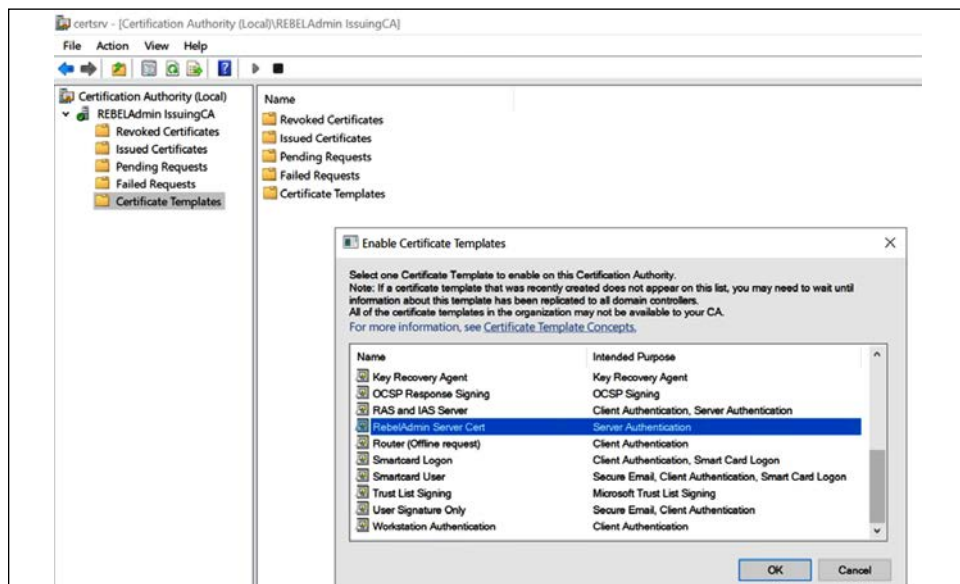 certsrv - [Certification Authority (Local)\REBELAdmin IssuingCA]
File Action View Help
Certification Authority (Local)
REBELAdmin IssuingCA
Revoked Certificates
Issued Certificates
Pending Requests
Failed Requests
Certificate Templates
Name
Revoked Certificates
Issued Certificates
Pending Requests
Failed Requests
Certificate Templates
Enable Certificate Templates
Select one Certificate Template to enable on this Certification Authority.
Note: If a certificate template that was recently created does not appear on this list, you may need to wait until
information about this template has been replicated to all domain controllers.
All of the certificate templates in the organization may not be available to your CA.
For more information, see Certificate Template Concepts.
Name Intended Purpose
Key Recovery Agent Key Recovery Agent
OCSP Response Signing OCSP Signing
RAS and IAS Server Client Authentication, Server Authentication
RebelAdmin Server Cert Server Authentication
Router (Offline request) Client Authentication
Smartcard Logon Client Authentication, Smart Card Logon
Smartcard User Secure Email, Client Authentication, Smart Card Logon
Trust List Signing Microsoft Trust List Signing
User Signature Only Secure Email, Client Authentication
Workstation Authentication Client Authentication
OK Cancel